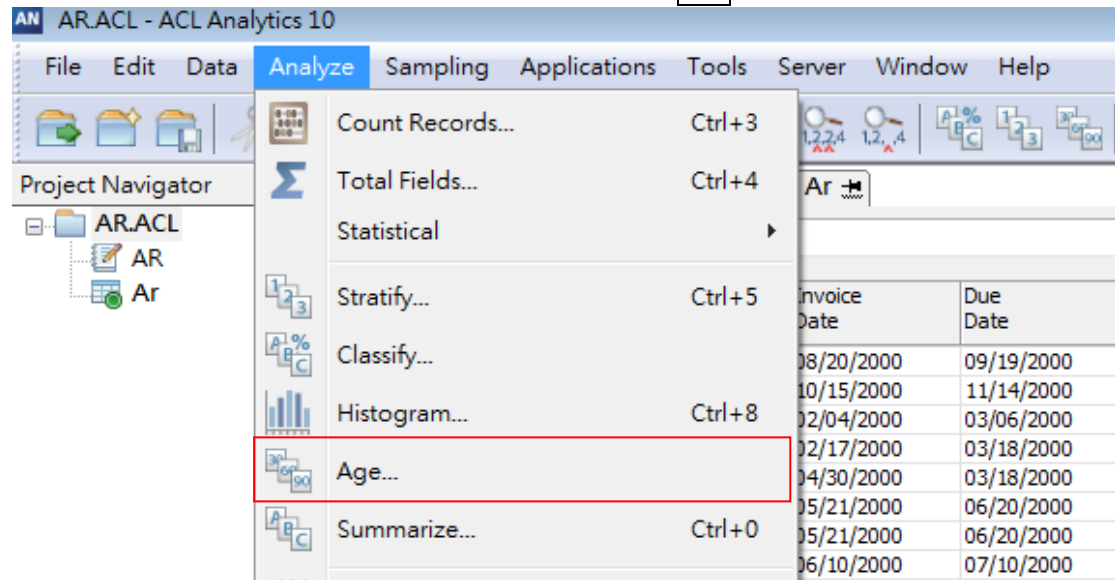 AN AR.ACL - ACL Analytics 10
File Edit Data Analyze Sampling Applications Tools Server Window Help
Project Navigator
AR.ACL
AR
Ar
Count Records... Ctrl+3
Total Fields... Ctrl+4
Statistical
Stratify... Ctrl+5
Classify...
Histogram... Ctrl+8
Age...
Summarize... Ctrl+0
Ar
Invoice Date Due Date
08/20/2000 09/19/2000
10/15/2000 11/14/2000
02/04/2000 03/06/2000
02/17/2000 03/18/2000
04/30/2000 03/18/2000
05/21/2000 06/20/2000
05/21/2000 06/20/2000
06/10/2000 07/10/2000